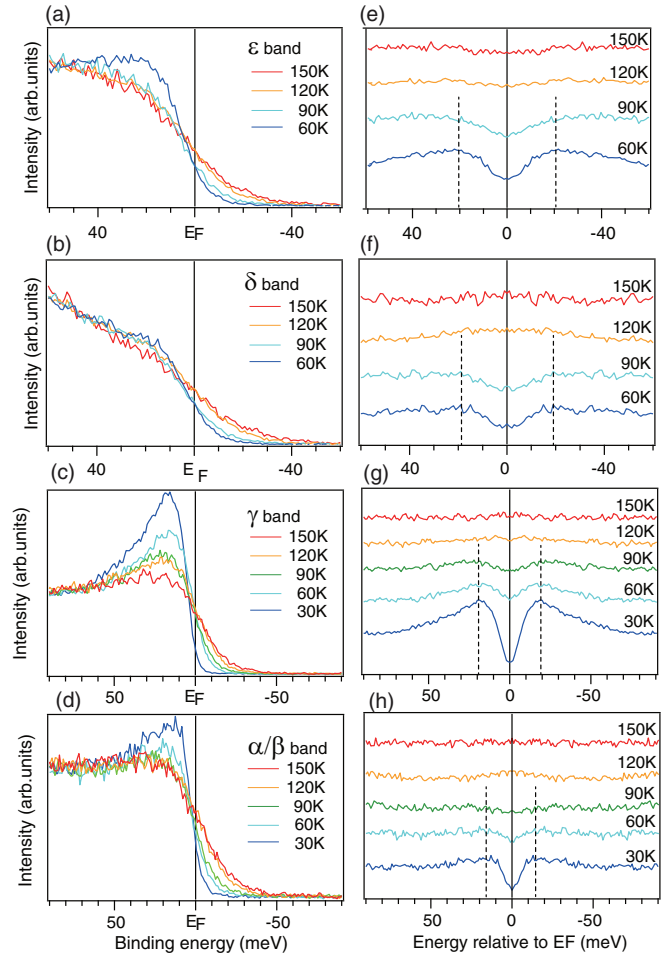 (a)
Intensity (arb.units)
ε band
150K
120K
90K
60K
40
EF
-40
(e)
150K
120K
90K
60K
40
0
-40
(b)
Intensity (arb.units)
δ band
150K
120K
90K
60K
40
E F
-40
(f)
150K
120K
90K
60K
40
0
-40
(c)
Intensity (arb.units)
γ band
150K
120K
90K
60K
30K
50
EF
-50
(g)
150K
120K
90K
60K
30K
50
0
-50
(d)
Intensity (arb.units)
α/β band
150K
120K
90K
60K
30K
50
EF
-50
Binding energy (meV)
(h)
150K
120K
90K
60K
30K
50
0
-50
Energy relative to EF (meV)